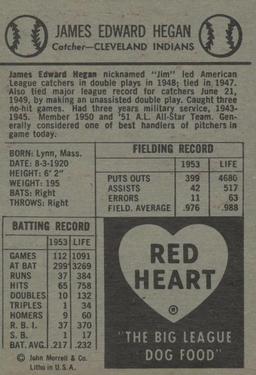 JAMES EDWARD HEGAN
Catcher—CLEVELAND INDIANS
James Edward Hegan nicknamed "Jim" led American
League catchers in double plays in 1948; tied in 1947.
Also tied major league record for catchers June 21,
1949, by making an unassisted double play. Caught three
no-hit games. Had three years military service, 1943-
1945. Member 1950 and '51 A.L. All-Star Team. Gen-
erally considered one of best handlers of pitchers in
game today.
BORN: Lynn, Mass.
DATE: 8-3-1920
HEIGHT: 6' 2"
WEIGHT: 195
BATS: Right
THROWS: Right
FIELDING RECORD
1953 LIFE
PUTS OUTS 399 4680
ASSISTS 42 517
ERRORS 11 63
FIELD. AVERAGE .976 .988
BATTING RECORD
1953 LIFE
GAMES 112 1091
AT BAT 299 3269
RUNS 37 384
HITS 65 758
DOUBLES 10 132
TRIPLES 1 34
HOMERS 9 60
R. B. I. 37 370
S. B. 1 17
BAT. AVG. .217 .232
© John Morrell & Co.
Litho in U.S.A.
RED
HEART
®
"THE BIG LEAGUE
DOG FOOD"